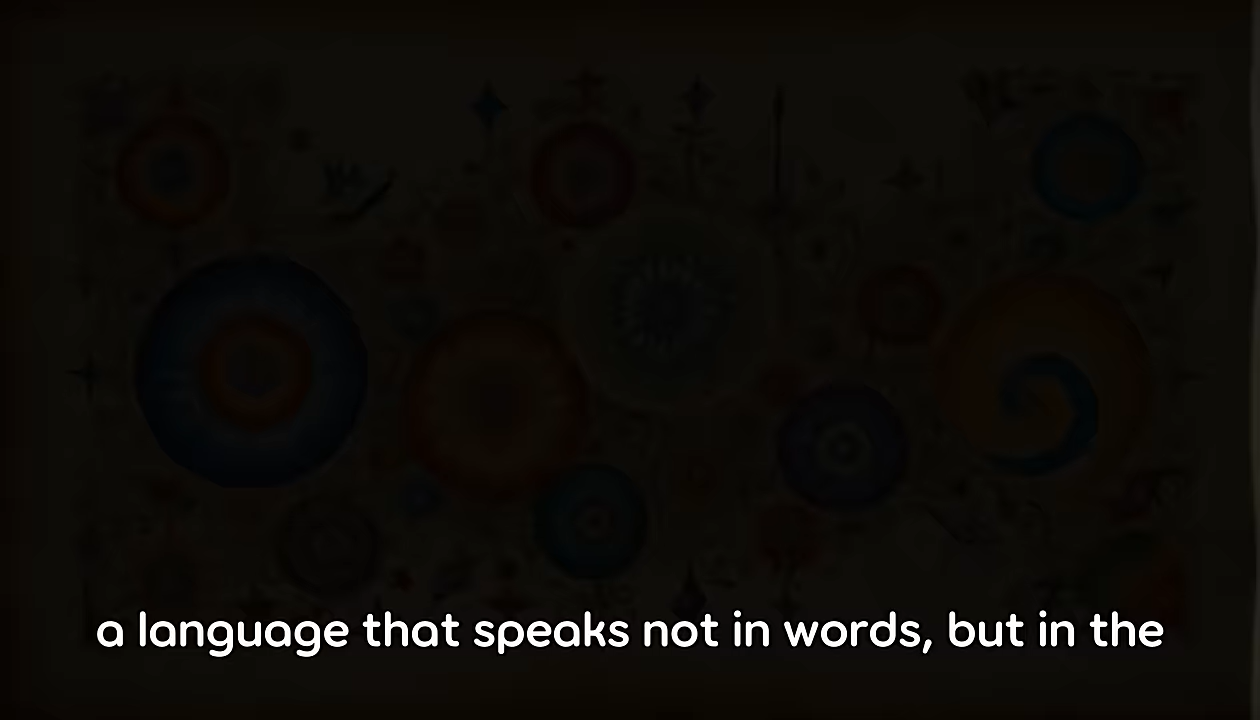 a language that speaks not in words, but in the